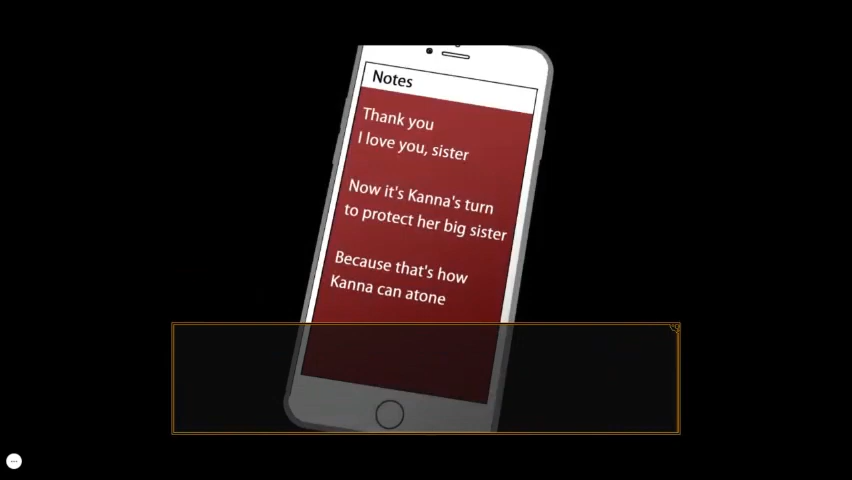 Notes
Thank you
I love you, sister
Now it's Kanna's turn
to protect her big sister
Because that's how
Kanna can atone